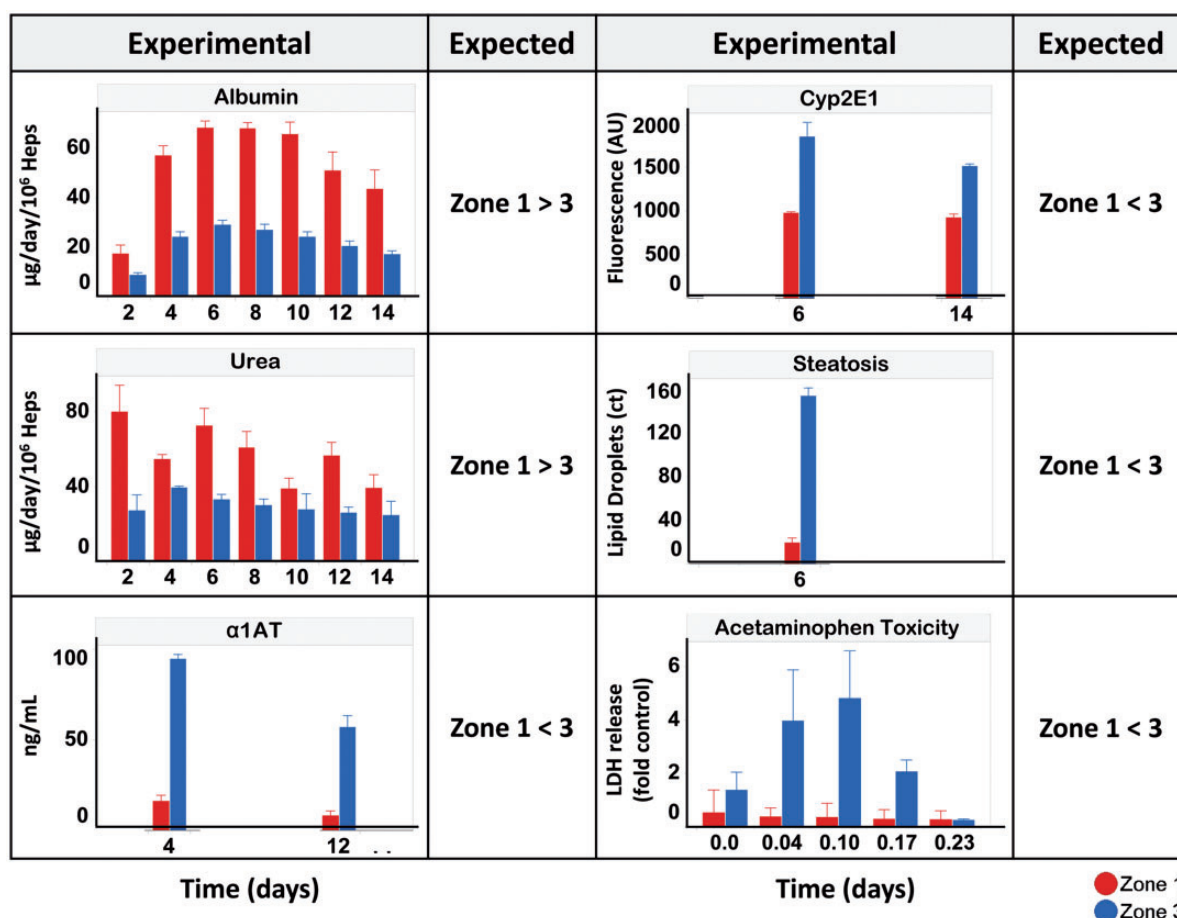 Experimental
Expected
Experimental
Expected
Albumin
µg/day/10⁶ Heps
60
40
20
0
2 4 6 8 10 12 14
Zone 1 > 3
Cyp2E1
Fluorescence (AU)
2000
1500
1000
500
0
6 14
Zone 1 < 3
Urea
µg/day/10⁶ Heps
80
40
0
2 4 6 8 10 12 14
Zone 1 > 3
Steatosis
Lipid Droplets (ct)
160
120
80
40
0
6
Zone 1 < 3
α1AT
ng/mL
100
50
0
4 12
Zone 1 < 3
Acetaminophen Toxicity
LDH release
(fold control)
6
4
2
0
0.0 0.04 0.10 0.17 0.23
Zone 1 < 3
Time (days)
Time (days)
Zone 1
Zone 3